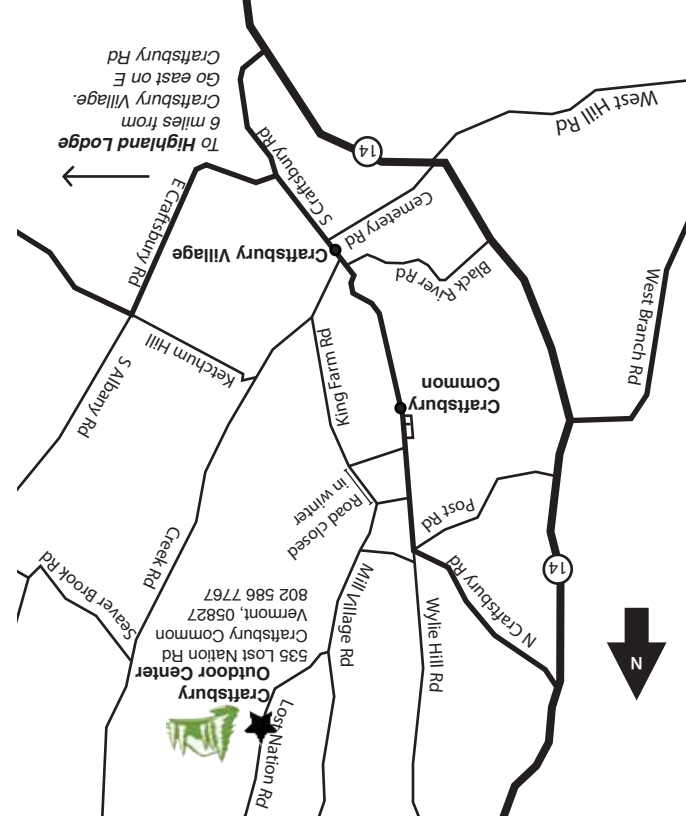 N
14
N Craftsbury Rd
Wylie Hill Rd
Mill Village Rd
Lost Nation Rd
Craftsbury
Outdoor Center
535 Lost Nation Rd
Craftsbury Common
Vermont, 05827
802 586 7767
Seaver Brook Rd
Creek Rd
Post Rd
Road closed
in winter
Craftsbury
Common
King Farm Rd
West Branch Rd
Ketchum Hill
S Albany Rd
Black River Rd
Craftsbury Village
E Craftsbury Rd
Cemetery Rd
S Craftsbury Rd
14
West Hill Rd
To Highland Lodge
6 miles from
Craftsbury Village.
Go east on E
Craftsbury Rd